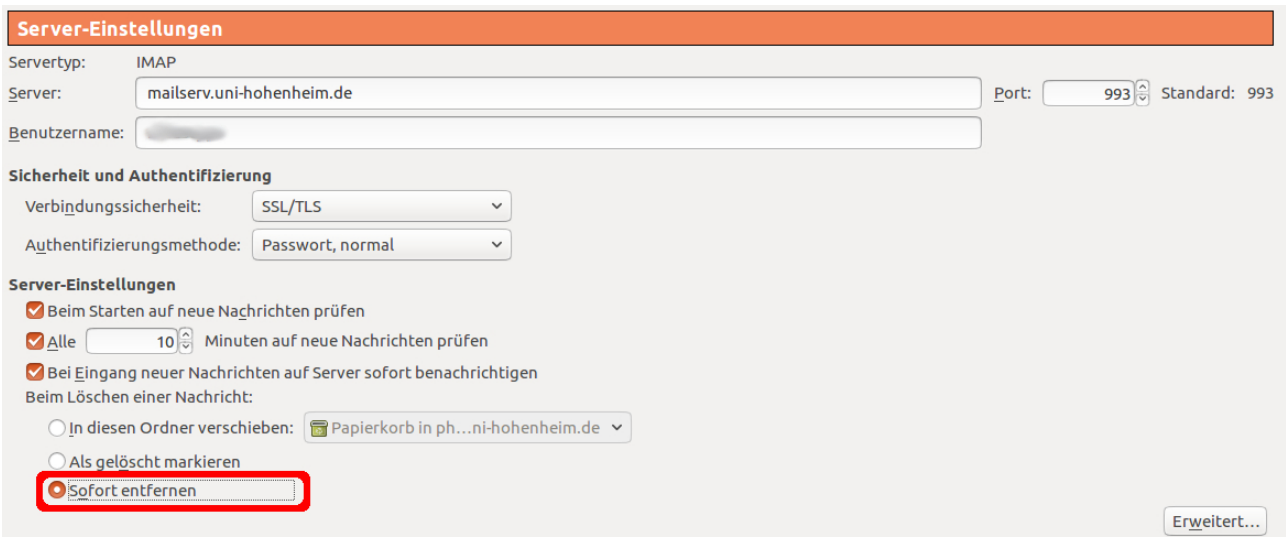 Server-Einstellungen
Servertyp: IMAP
Server: mailserv.uni-hohenheim.de Port: 993 Standard: 993
Benutzername:
Sicherheit und Authentifizierung
Verbindungssicherheit: SSL/TLS
Authentifizierungsmethode: Passwort, normal
Server-Einstellungen
Beim Starten auf neue Nachrichten prüfen
Alle 10 Minuten auf neue Nachrichten prüfen
Bei Eingang neuer Nachrichten auf Server sofort benachrichtigen
Beim Löschen einer Nachricht:
In diesen Ordner verschieben: Papierkorb in ph...ni-hohenheim.de
Als gelöscht markieren
Sofort entfernen
Erweitert...